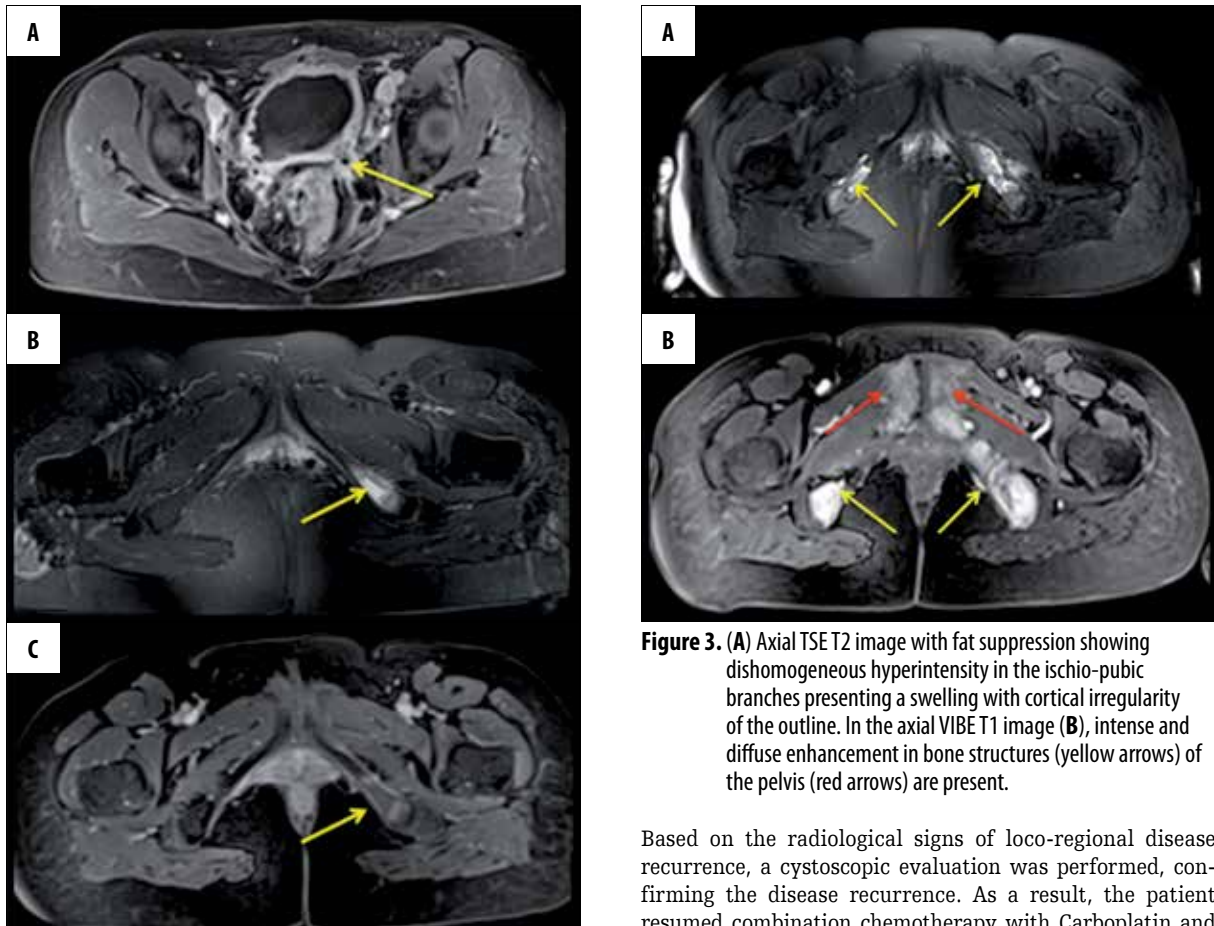 A
B
C
A
B
Figure 3. (A) Axial TSE T2 image with fat suppression showing
dishomogeneous hyperintensity in the ischio-pubic
branches presenting a swelling with cortical irregularity
of the outline. In the axial VIBE T1 image (B), intense and
diffuse enhancement in bone structures (yellow arrows) of
the pelvis (red arrows) are present.
Based on the radiological signs of loco-regional disease
recurrence, a cystoscopic evaluation was performed, con-
firming the disease recurrence. As a result, the patient
resumed combination chemotherapy with Carboplatin and